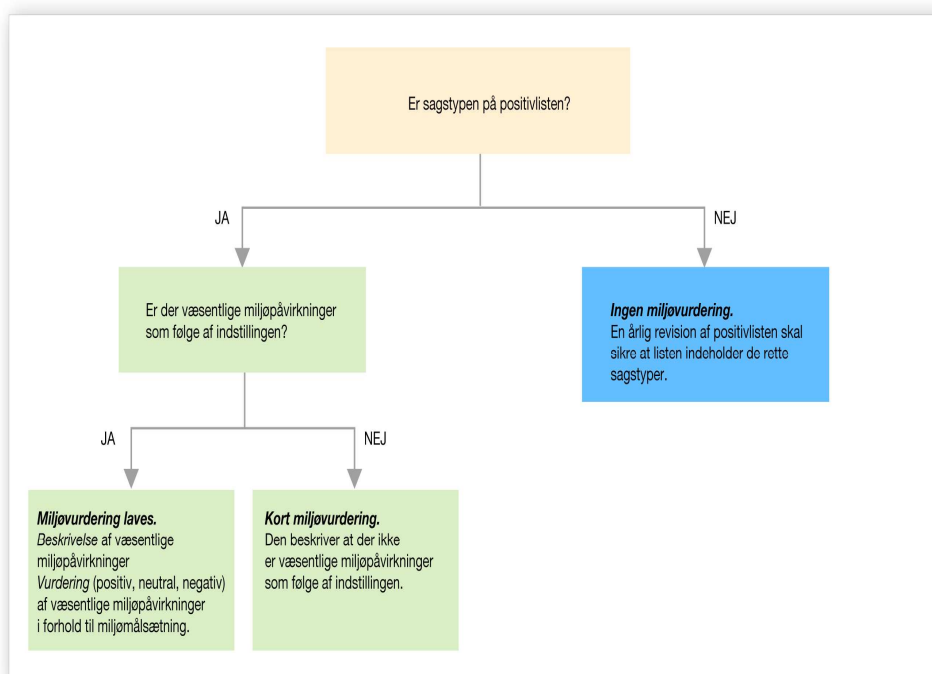 Er sagstypen på positivlisten?
JA
NEJ
Er der væsentlige miljøpåvirkninger
som følge af indstillingen?
Ingen miljøvurdering.
En årlig revision af positivlisten skal
sikre at listen indeholder de rette
sagstyper.
JA
NEJ
Miljøvurdering laves.
Beskrivelse af væsentlige
miljøpåvirkninger
Vurdering (positiv, neutral, negativ)
af væsentlige miljøpåvirkninger
i forhold til miljømålsætning.
Kort miljøvurdering.
Den beskriver at der ikke
er væsentlige miljøpåvirkninger
som følge af indstillingen.